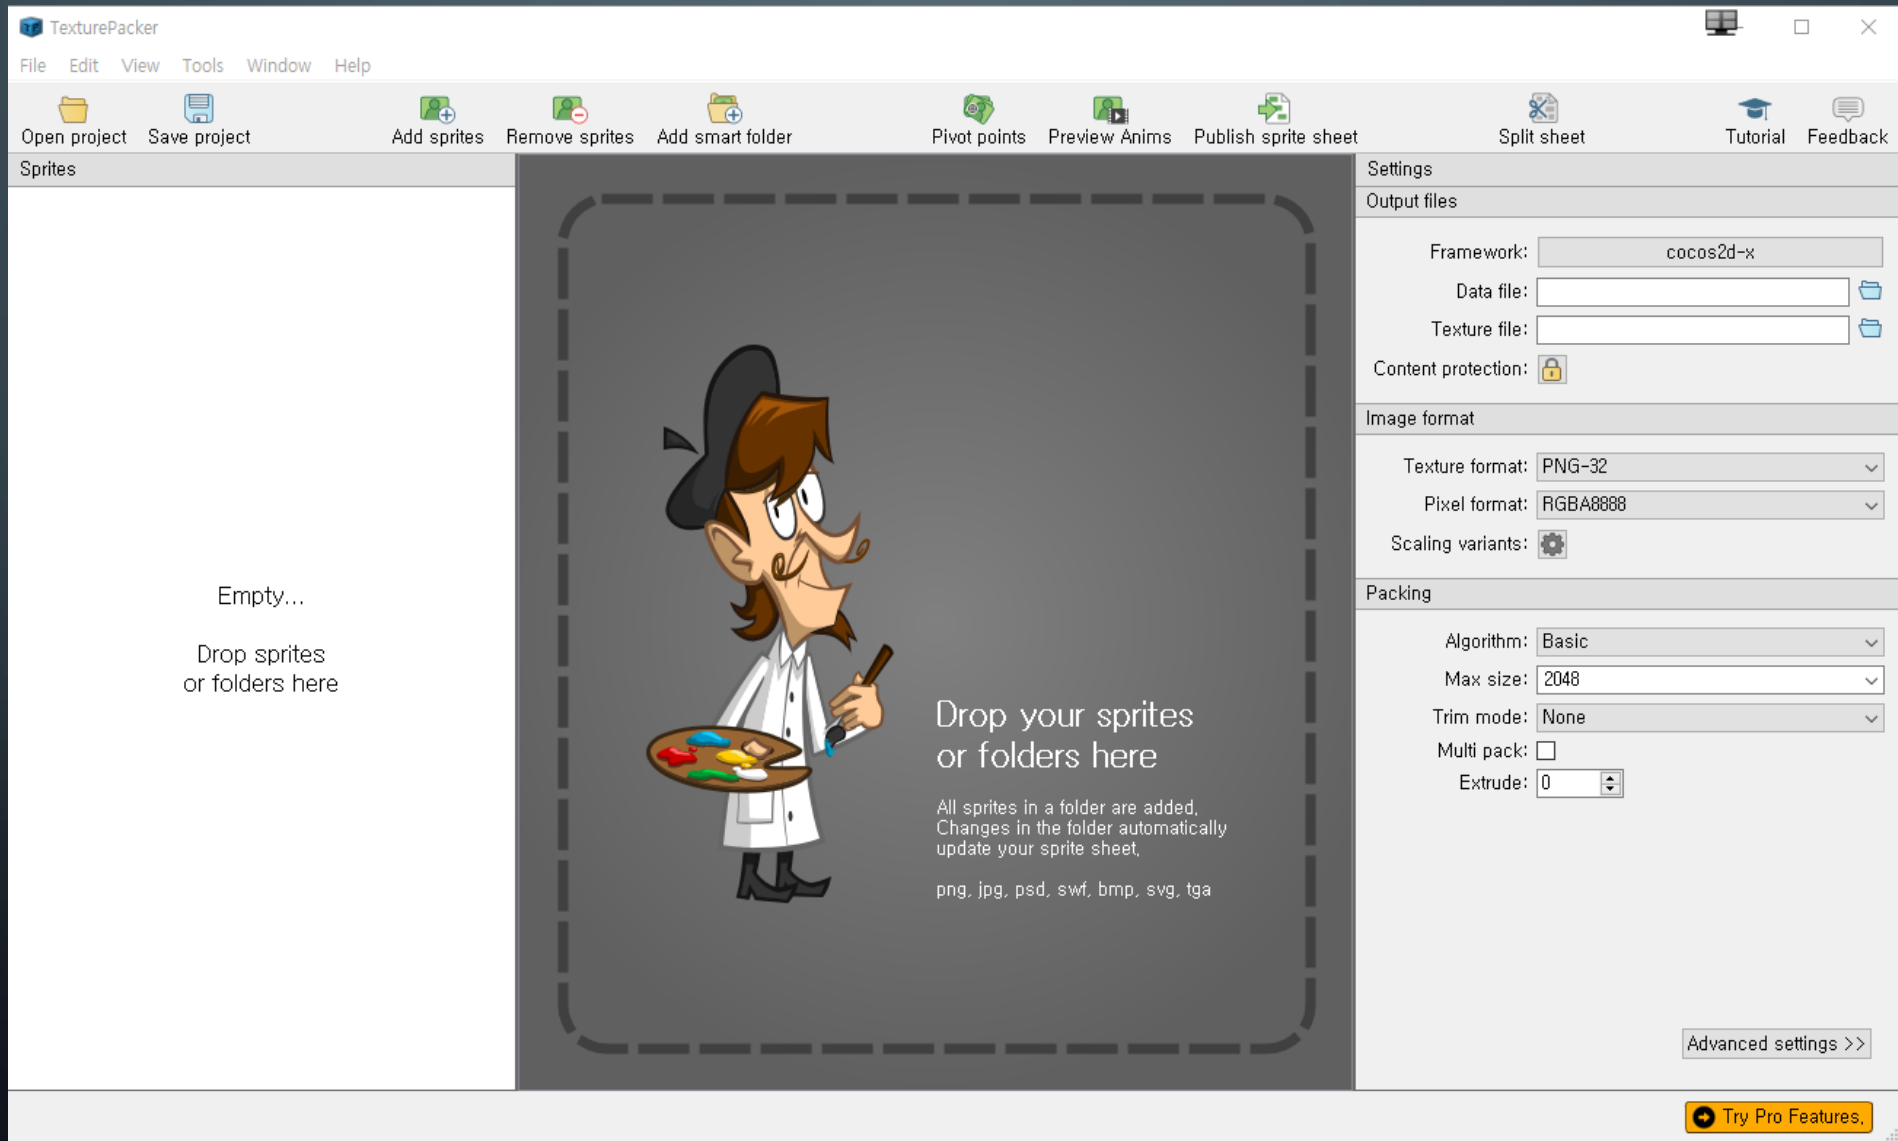 TexturePacker
File Edit View Tools Window Help
Open project Save project Add sprites Remove sprites Add smart folder Pivot points Preview Anims Publish sprite sheet Split sheet Tutorial Feedback
Sprites
Empty...
Drop sprites
or folders here
Drop your sprites
or folders here
All sprites in a folder are added.
Changes in the folder automatically
update your sprite sheet.
png, jpg, psd, swf, bmp, svg, tga
Settings
Output files
Framework: cocos2d-x
Data file:
Texture file:
Content protection:
Image format
Texture format: PNG-32
Pixel format: RGBA8888
Scaling variants:
Packing
Algorithm: Basic
Max size: 2048
Trim mode: None
Multi pack:
Extrude: 0
Advanced settings >>
Try Pro Features.